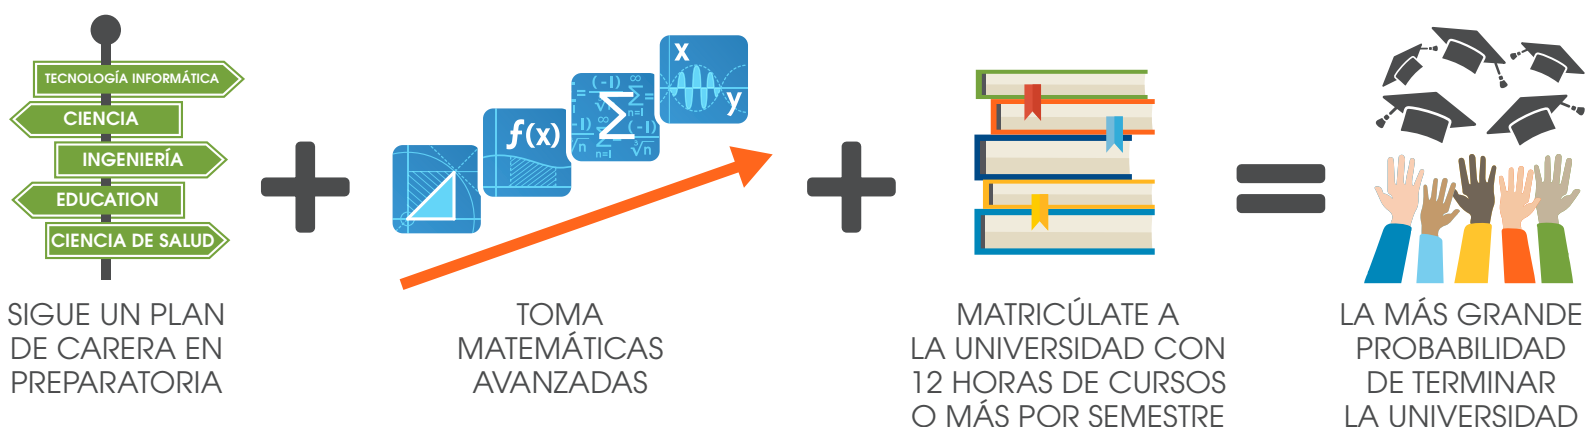 TECNOLOGÍA INFORMÁTICA
CIENCIA
INGENIERÍA
EDUCATION
CIENCIA DE SALUD
SIGUE UN PLAN
DE CARERA EN
PREPARATORIA
f(x)
Σ
x
y
TOMA
MATEMÁTICAS
AVANZADAS
MATRICÚLATE A
LA UNIVERSIDAD CON
12 HORAS DE CURSOS
O MÁS POR SEMESTRE
LA MÁS GRANDE
PROBABILIDAD
DE TERMINAR
LA UNIVERSIDAD